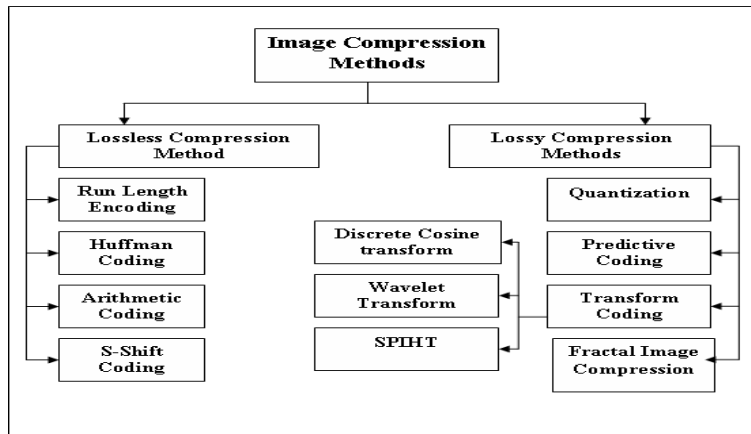 Image Compression
Methods
Lossless Compression
Method
Lossy Compression
Methods
Run Length
Encoding
Huffman
Coding
Arithmetic
Coding
S-Shift
Coding
Quantization
Predictive
Coding
Transform
Coding
Fractal Image
Compression
Discrete Cosine
transform
Wavelet
Transform
SPIHT